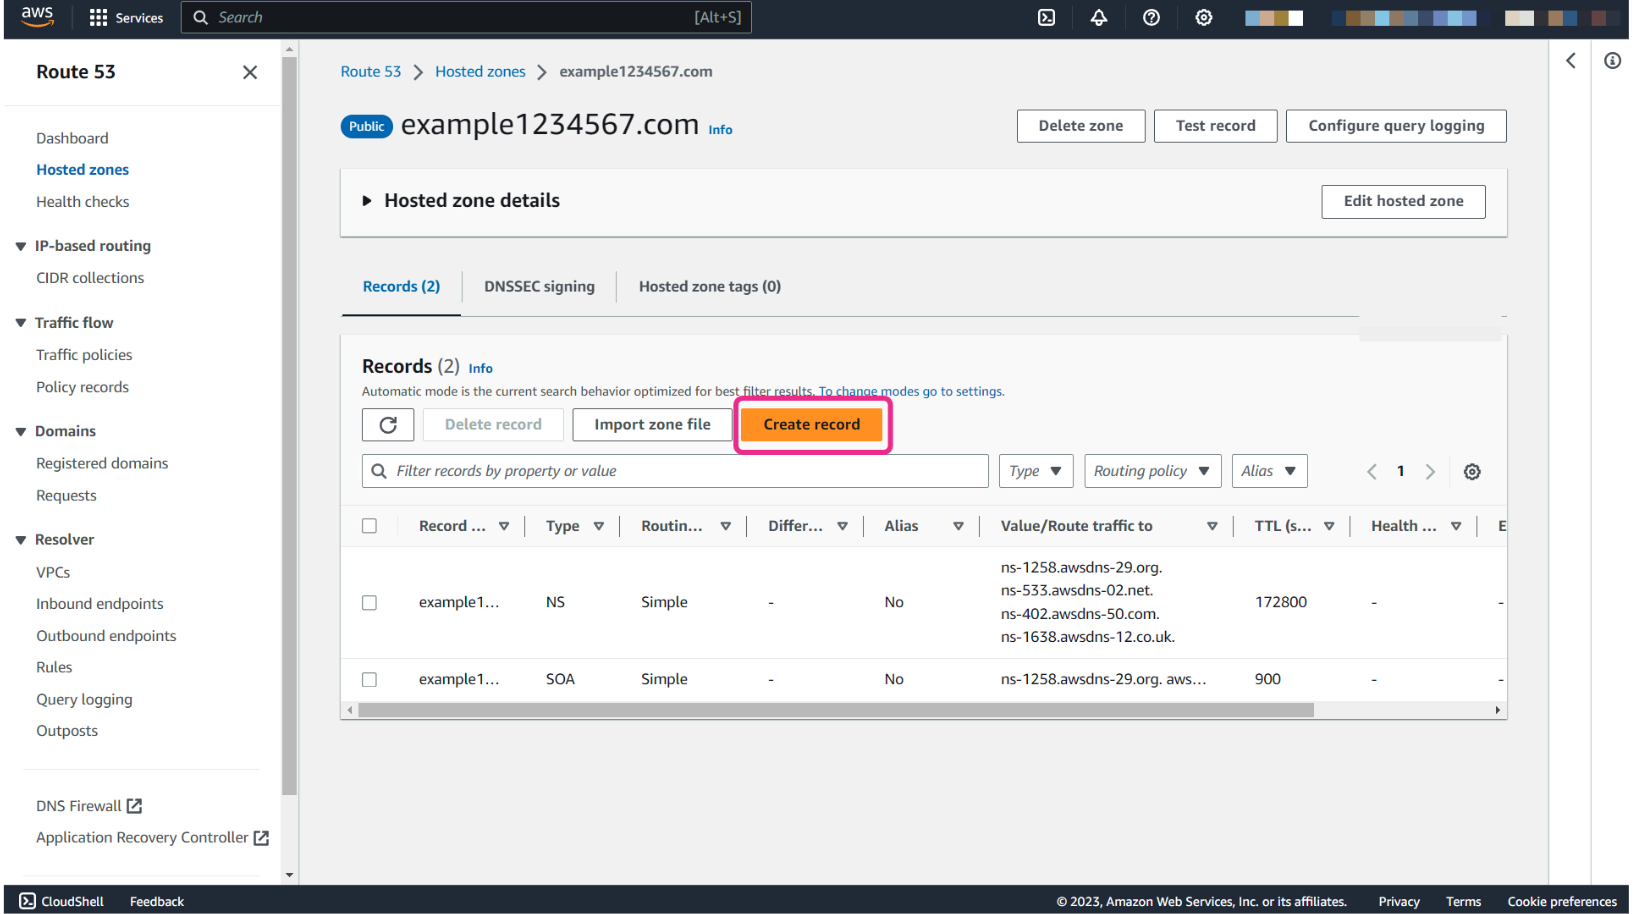 aws
Services
Search
[Alt+S]
Route 53
Dashboard
Hosted zones
Health checks
IP-based routing
CIDR collections
Traffic flow
Traffic policies
Policy records
Domains
Registered domains
Requests
Resolver
VPCs
Inbound endpoints
Outbound endpoints
Rules
Query logging
Outposts
DNS Firewall
Application Recovery Controller
Route 53
Hosted zones
example1234567.com
Public
example1234567.com
Info
Delete zone
Test record
Configure query logging
Hosted zone details
Edit hosted zone
Records (2)
DNSSEC signing
Hosted zone tags (0)
Records (2) Info
Automatic mode is the current search behavior optimized for best filter results. To change modes go to settings.
Delete record
Import zone file
Create record
Filter records by property or value
Type
Routing policy
Alias
1
Record ...
Type
Routin...
Differ...
Alias
Value/Route traffic to
TTL (s...
Health ...
E
example1...
NS
Simple
-
No
ns-1258.awsdns-29.org.
ns-533.awsdns-02.net.
ns-402.awsdns-50.com.
ns-1638.awsdns-12.co.uk.
172800
-
-
example1...
SOA
Simple
-
No
ns-1258.awsdns-29.org. aws...
900
-
-
CloudShell
Feedback
© 2023, Amazon Web Services, Inc. or its affiliates.
Privacy
Terms
Cookie preferences